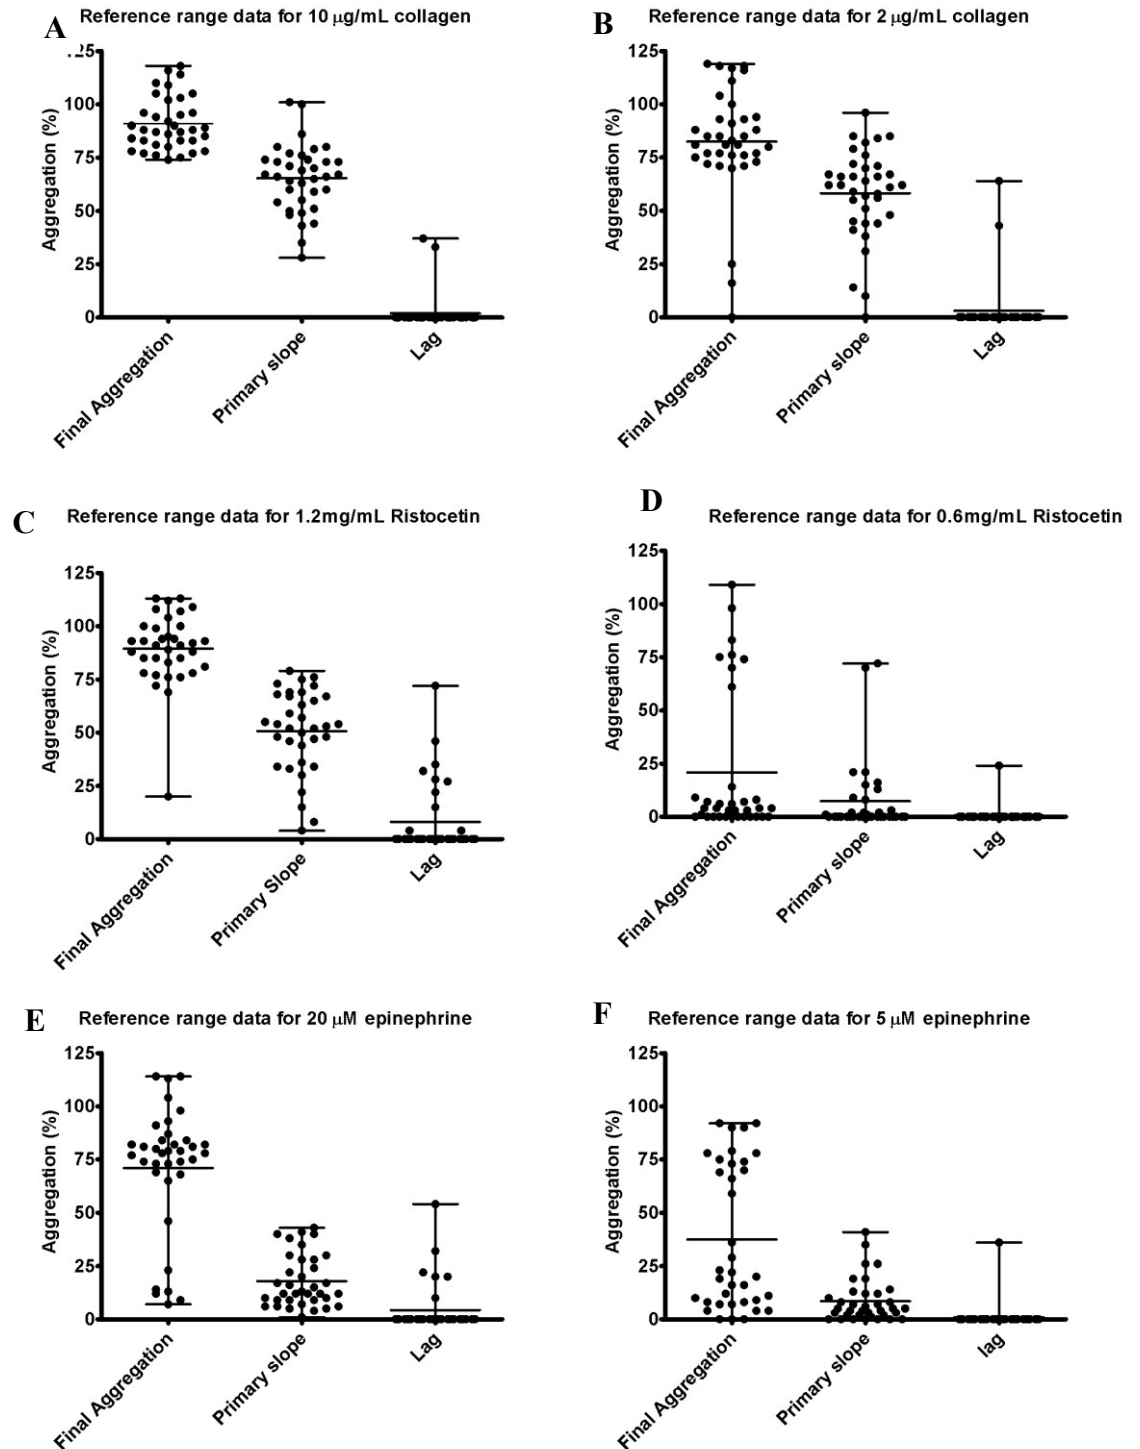 A Reference range data for 10 μg/mL collagen
125
100
75
50
25
0
Aggregation (%)
Final Aggregation
Primary slope
Lag
B Reference range data for 2 μg/mL collagen
125
100
75
50
25
0
Aggregation (%)
Final Aggregation
Primary slope
Lag
C Reference range data for 1.2mg/mL Ristocetin
125
100
75
50
25
0
Aggregation (%)
Final Aggregation
Primary Slope
Lag
D
Reference range data for 0.6mg/mL Ristocetin
125
100
75
50
25
0
Aggregation (%)
Final Aggregation
Primary slope
Lag
E Reference range data for 20 μM epinephrine
125
100
75
50
25
0
Aggregation (%)
Final Aggregation
Primary slope
Lag
F Reference range data for 5 μM epinephrine
125
100
75
50
25
0
Aggregation (%)
Final Aggregation
Primary slope
lag